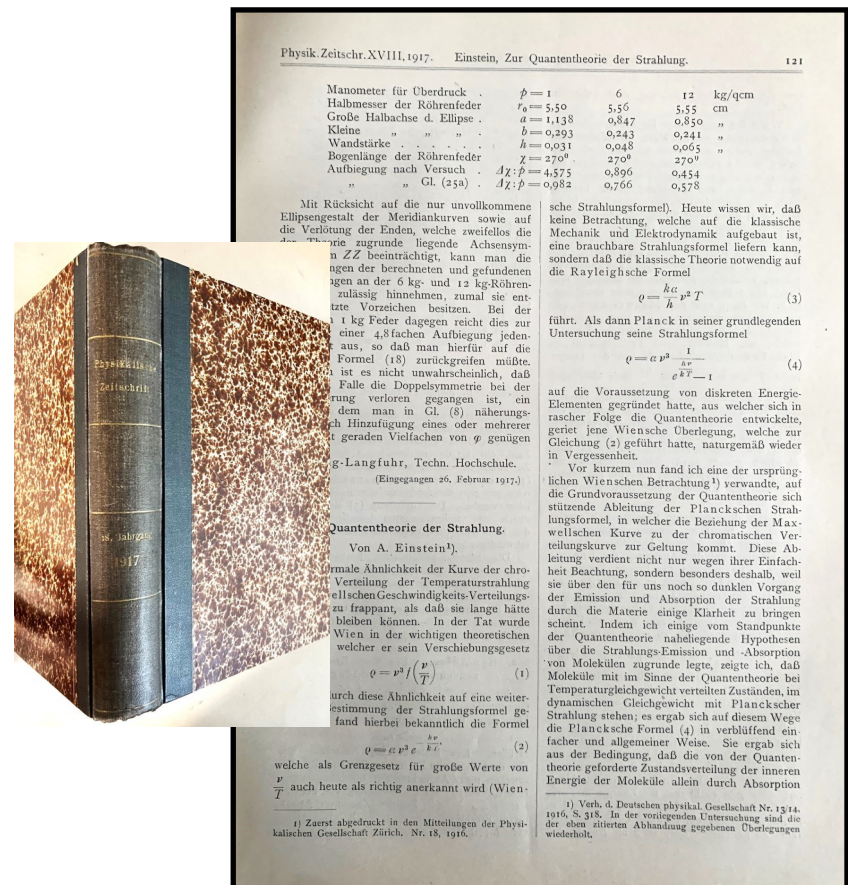 Physik. Zeitschr. XVIII, 1917. Einstein, Zur Quantentheorie der Strahlung. 121
Manometer für Überdruck . p = 1 6 12 kg/qcm
Halbmesser der Röhrenfeder r₀ = 5,50 5,56 5,55 cm
Große Halbachse d. Ellipse . a = 1,138 0,847 0,850 „
Kleine „ „ „ . b = 0,293 0,243 0,241 „
Wandstärke . . . . . . h = 0,031 0,048 0,065 „
Bogenlänge der Röhrenfeder χ = 270⁰ 270⁰ 270⁰
Aufbiegung nach Versuch . Δχ : p = 4,575 0,896 0,454
„ „ Gl. (25a) . Δχ : p = 0,982 0,766 0,578
Mit Rücksicht auf die nur unvollkommene
Ellipsengestalt der Meridiankurven sowie auf
die Verlötung der Enden, welche zweifellos die
der Theorie zugrunde liegende Achsensym-
ZZ beeinträchtigt, kann man die
ngen der berechneten und gefundenen
ngen an der 6 kg- und 12 kg-Röhren-
zulässig hinnehmen, zumal sie ent-
tzte Vorzeichen besitzen. Bei der
1 kg Feder dagegen reicht dies zur
einer 4,8 fachen Aufbiegung jeden-
t aus, so daß man hierfür auf die
Formel (18) zurückgreifen müßte.
ist es nicht unwahrscheinlich, daß
Falle die Doppelsymmetrie bei der
rung verloren gegangen ist, ein
dem man in Gl. (8) näherungs-
ch Hinzufügung eines oder mehrerer
t geraden Vielfachen von φ genügen
g-Langfuhr, Techn. Hochschule.
(Eingegangen 26. Februar 1917.)
Quantentheorie der Strahlung.
Von A. Einstein¹).
rmale Ähnlichkeit der Kurve der chro-
Verteilung der Temperaturstrahlung
ellschen Geschwindigkeits-Verteilungs-
zu frappant, als daß sie lange hätte
bleiben können. In der Tat wurde
Wien in der wichtigen theoretischen
welcher er sein Verschiebungsgesetz
ϱ = ν³ f(ν/T) (1)
urch diese Ähnlichkeit auf eine weiter-
estimmung der Strahlungsformel ge-
fand hierbei bekanntlich die Formel
ϱ = α ν³ e^(−hν/kT), (2)
welche als Grenzgesetz für große Werte von
ν/T auch heute als richtig anerkannt wird (Wien-
1) Zuerst abgedruckt in den Mitteilungen der Physi-
kalischen Gesellschaft Zürich. Nr. 18, 1916.
sche Strahlungsformel). Heute wissen wir, daß
keine Betrachtung, welche auf die klassische
Mechanik und Elektrodynamik aufgebaut ist,
eine brauchbare Strahlungsformel liefern kann,
sondern daß die klassische Theorie notwendig auf
die Rayleighsche Formel
ϱ = kα/h ν² T (3)
führt. Als dann Planck in seiner grundlegenden
Untersuchung seine Strahlungsformel
ϱ = α ν³ 1/(e^(hν/kT) — 1) (4)
auf die Voraussetzung von diskreten Energie-
Elementen gegründet hatte, aus welcher sich in
rascher Folge die Quantentheorie entwickelte,
geriet jene Wiensche Überlegung, welche zur
Gleichung (2) geführt hatte, naturgemäß wieder
in Vergessenheit.
Vor kurzem nun fand ich eine der ursprüng-
lichen Wienschen Betrachtung¹) verwandte, auf
die Grundvoraussetzung der Quantentheorie sich
stützende Ableitung der Planckschen Strah-
lungsformel, in welcher die Beziehung der Max-
wellschen Kurve zu der chromatischen Ver-
teilungskurve zur Geltung kommt. Diese Ab-
leitung verdient nicht nur wegen ihrer Einfach-
heit Beachtung, sondern besonders deshalb, weil
sie über den für uns noch so dunklen Vorgang
der Emission und Absorption der Strahlung
durch die Materie einige Klarheit zu bringen
scheint. Indem ich einige vom Standpunkte
der Quantentheorie naheliegende Hypothesen
über die Strahlungs-Emission und -Absorption
von Molekülen zugrunde legte, zeigte ich, daß
Moleküle mit im Sinne der Quantentheorie bei
Temperaturgleichgewicht verteilten Zuständen, im
dynamischen Gleichgewicht mit Planckscher
Strahlung stehen; es ergab sich auf diesem Wege
die Plancksche Formel (4) in verblüffend ein-
facher und allgemeiner Weise. Sie ergab sich
aus der Bedingung, daß die von der Quanten-
theorie geforderte Zustandsverteilung der inneren
Energie der Moleküle allein durch Absorption
1) Verh. d. Deutschen physikal. Gesellschaft Nr. 13/14,
1916, S. 318. In der vorliegenden Untersuchung sind die
der eben zitierten Abhandlung gegebenen Überlegungen
wiederholt.
Physikalische
Zeitschrift
18. Jahrgang
1917